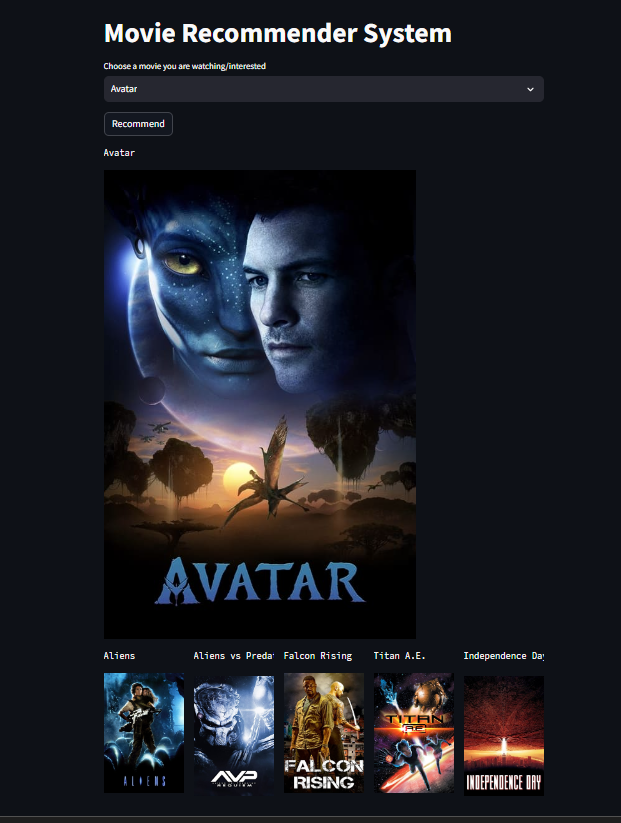 Movie Recommender System
Choose a movie you are watching/interested
Avatar
Recommend
Avatar
AVATAR
Aliens
Aliens vs Preda
Falcon Rising
Titan A.E.
Independence Day
ALIENS
AVP
REQUIEM
FALCON
RISING
TITAN
A.E.
INDEPENDENCE DAY